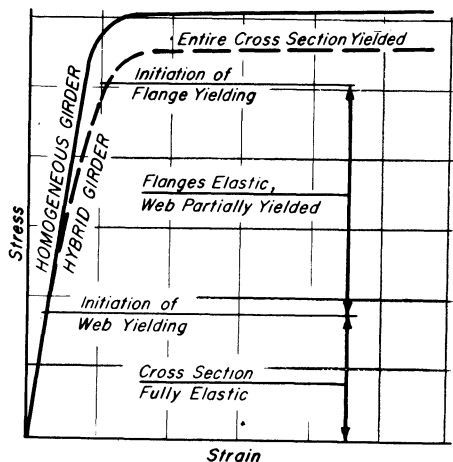 Entire Cross Section Yielded
Initiation of
Flange Yielding
HOMOGENEOUS GIRDER
HYBRID GIRDER
Flanges Elastic,
Web Partially Yielded
Stress
Initiation of
Web Yielding
Cross Section
Fully Elastic
Strain